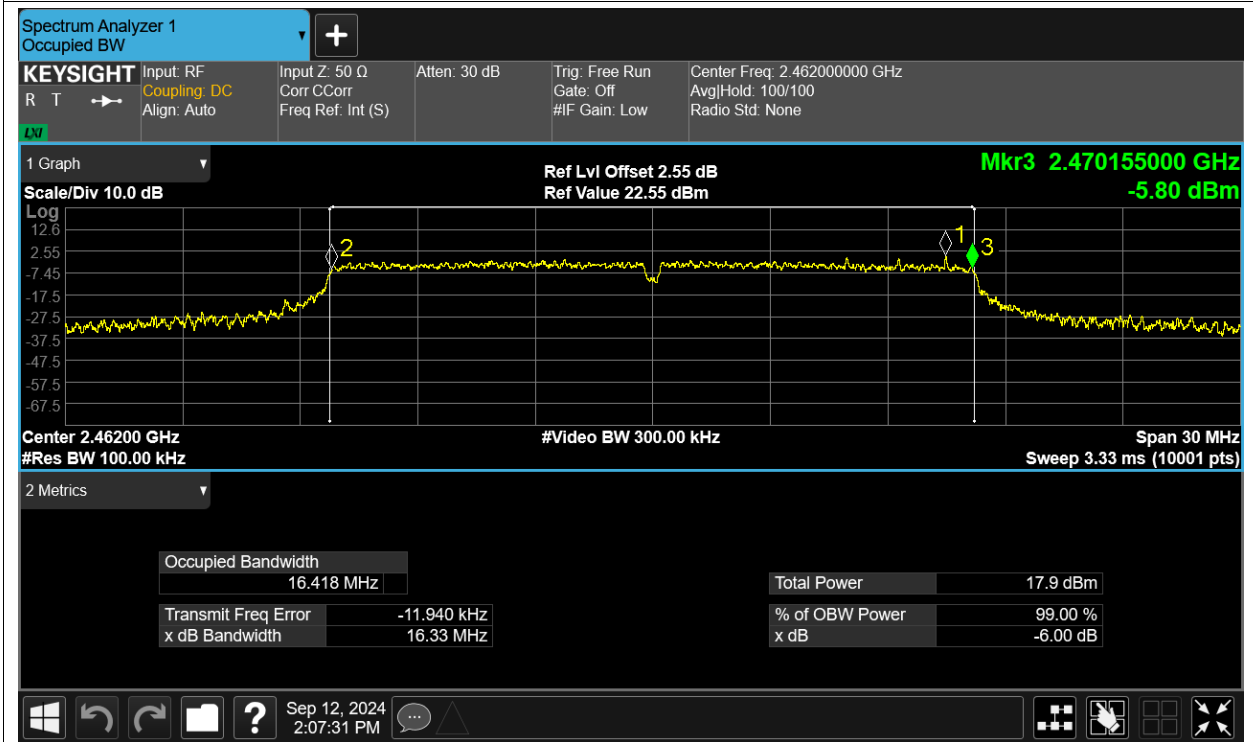 Spectrum Analyzer 1
Occupied BW
KEYSIGHT
R T
LXI
Input: RF
Coupling: DC
Align: Auto
Input Z: 50 Ω
Corr CCorr
Freq Ref: Int (S)
Atten: 30 dB
Trig: Free Run
Gate: Off
#IF Gain: Low
Center Freq: 2.462000000 GHz
Avg|Hold: 100/100
Radio Std: None
1 Graph
Scale/Div 10.0 dB
Ref Lvl Offset 2.55 dB
Ref Value 22.55 dBm
Mkr3 2.470155000 GHz
-5.80 dBm
Log
12.6
2.55
-7.45
-17.5
-27.5
-37.5
-47.5
-57.5
-67.5
2
1
3
Center 2.46200 GHz
#Video BW 300.00 kHz
Span 30 MHz
#Res BW 100.00 kHz
Sweep 3.33 ms (10001 pts)
2 Metrics
Occupied Bandwidth
16.418 MHz
Total Power 17.9 dBm
Transmit Freq Error -11.940 kHz
% of OBW Power 99.00 %
x dB Bandwidth 16.33 MHz
x dB -6.00 dB
Sep 12, 2024
2:07:31 PM